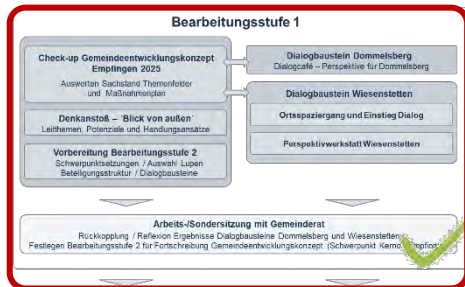 Bearbeitungsstufe 1
Check-up Gemeindeentwicklungskonzept
Empfingen 2025
Auswerten Sachstand Themenfelder
und Maßnahmenplan
Denkanstoß – ´Blick von außen´
Leitthemen, Potenziale und Handlungsansätze
Vorbereitung Bearbeitungsstufe 2
Schwerpunktsetzungen / Auswahl Lupen
Beteiligungsstruktur / Dialogbausteine
Dialogbaustein Dommelsberg
Dialogcafé – Perspektive für Dommelsberg
Dialogbaustein Wiesenstetten
Ortsspaziergang und Einstieg Dialog
Perspektivwerkstatt Wiesenstetten
Arbeits-/Sondersitzung mit Gemeinderat
Rückkopplung / Reflexion Ergebnisse Dialogbausteine Dommelsberg und Wiesenstetten
Festlegen Bearbeitungsstufe 2 für Fortschreibung Gemeindeentwicklungskonzept (Schwerpunkt